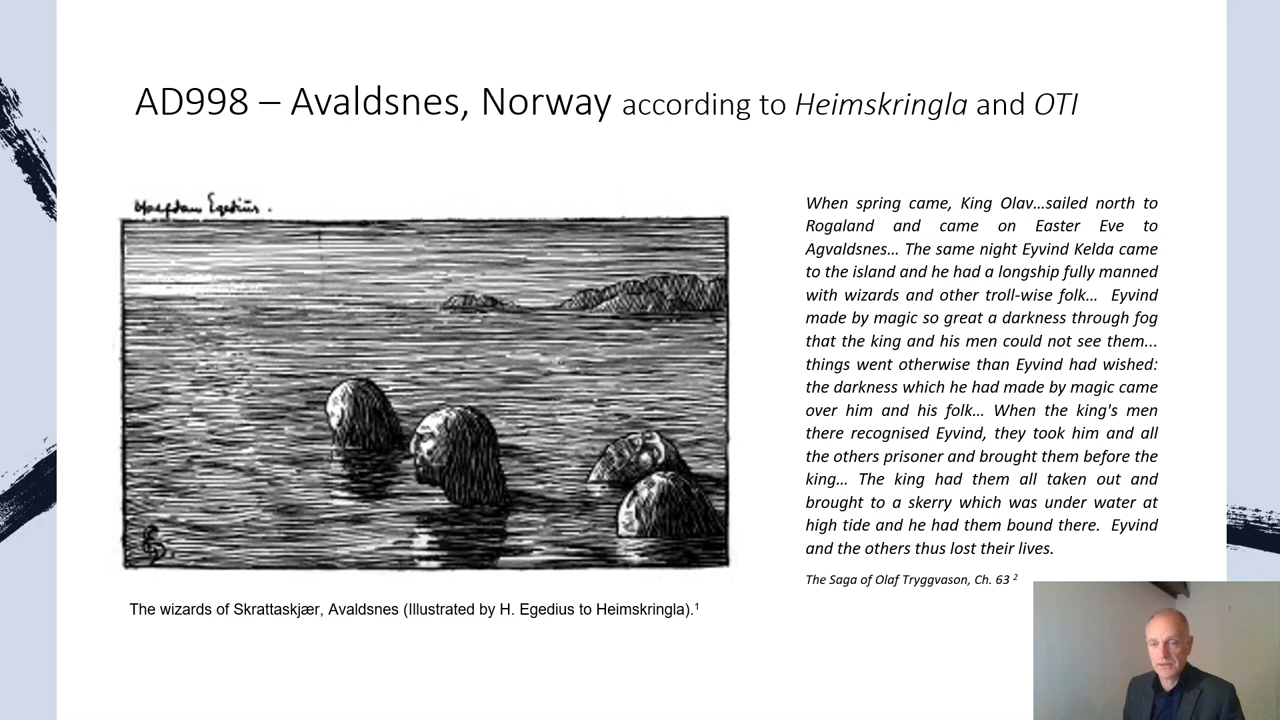 AD998 – Avaldsnes, Norway according to Heimskringla and OTI
Halfdan Egedius.
When spring came, King Olav...sailed north to
Rogaland and came on Easter Eve to
Agvaldsnes... The same night Eyvind Kelda came
to the island and he had a longship fully manned
with wizards and other troll-wise folk... Eyvind
made by magic so great a darkness through fog
that the king and his men could not see them...
things went otherwise than Eyvind had wished:
the darkness which he had made by magic came
over him and his folk... When the king's men
there recognised Eyvind, they took him and all
the others prisoner and brought them before the
king... The king had them all taken out and
brought to a skerry which was under water at
high tide and he had them bound there. Eyvind
and the others thus lost their lives.
The Saga of Olaf Tryggvason, Ch. 63 ²
The wizards of Skrattaskjær, Avaldsnes (Illustrated by H. Egedius to Heimskringla).¹